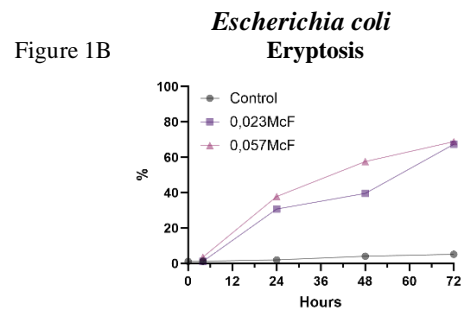 Escherichia coli
Figure 1B
Eryptosis
100
80
60
40
20
0
%
Control
0,023McF
0,057McF
0 12 24 36 48 60 72
Hours